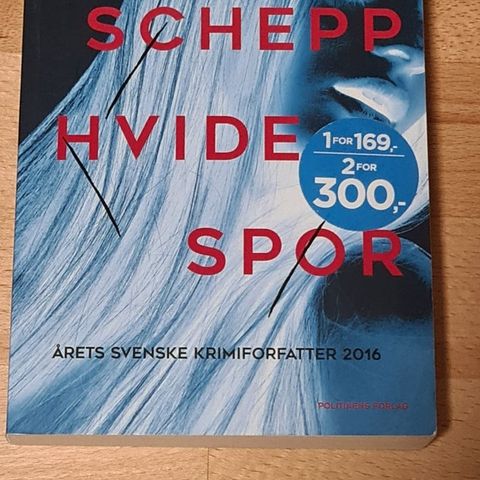 SCHEPP
HVIDE
1 FOR 169,-
2 FOR
300,-
SPOR
ÅRETS SVENSKE KRIMIFORFATTER 2016
POLITIKENS FORLAG